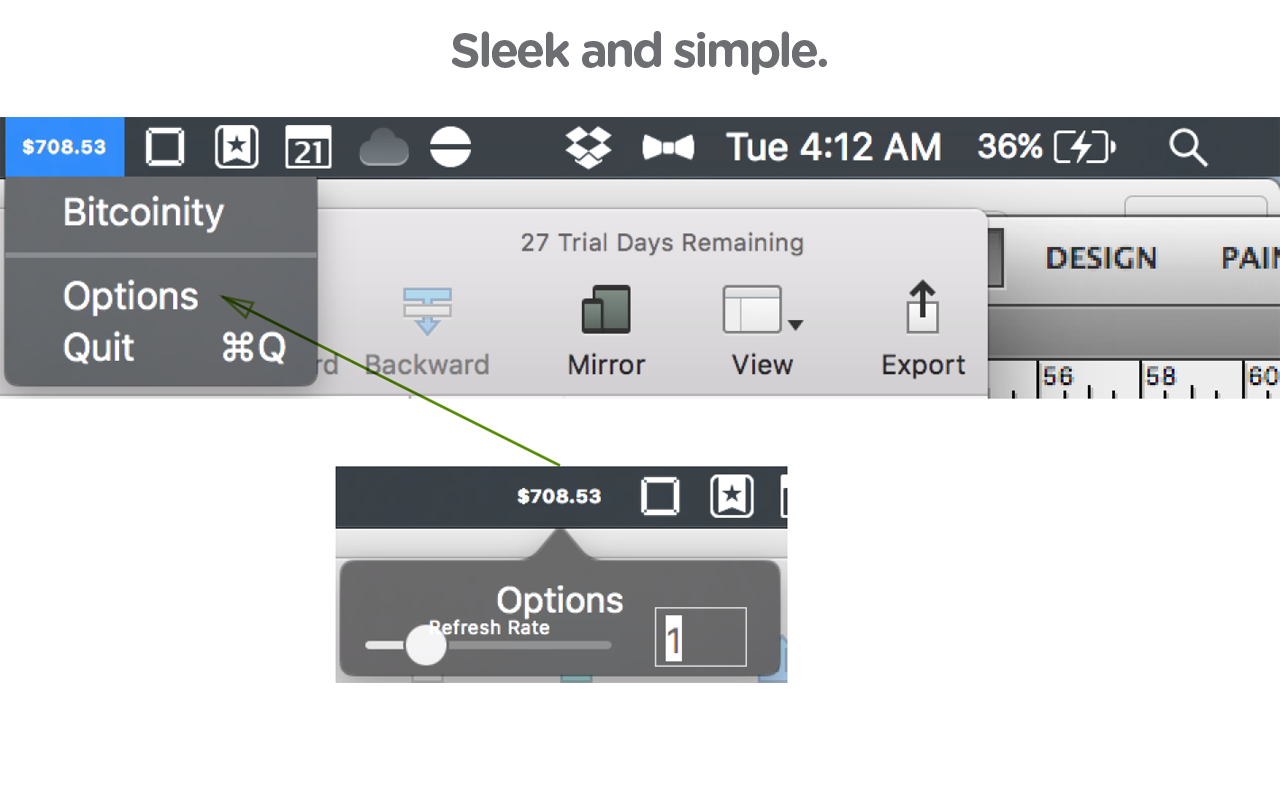 Sleek and simple.
$708.53
21
Tue 4:12 AM
36%
Bitcoinity
Options
Quit ⌘Q
27 Trial Days Remaining
rd
Backward
Mirror
View
Export
DESIGN
PAIN
56
58
60
$708.53
Options
Refresh Rate
1